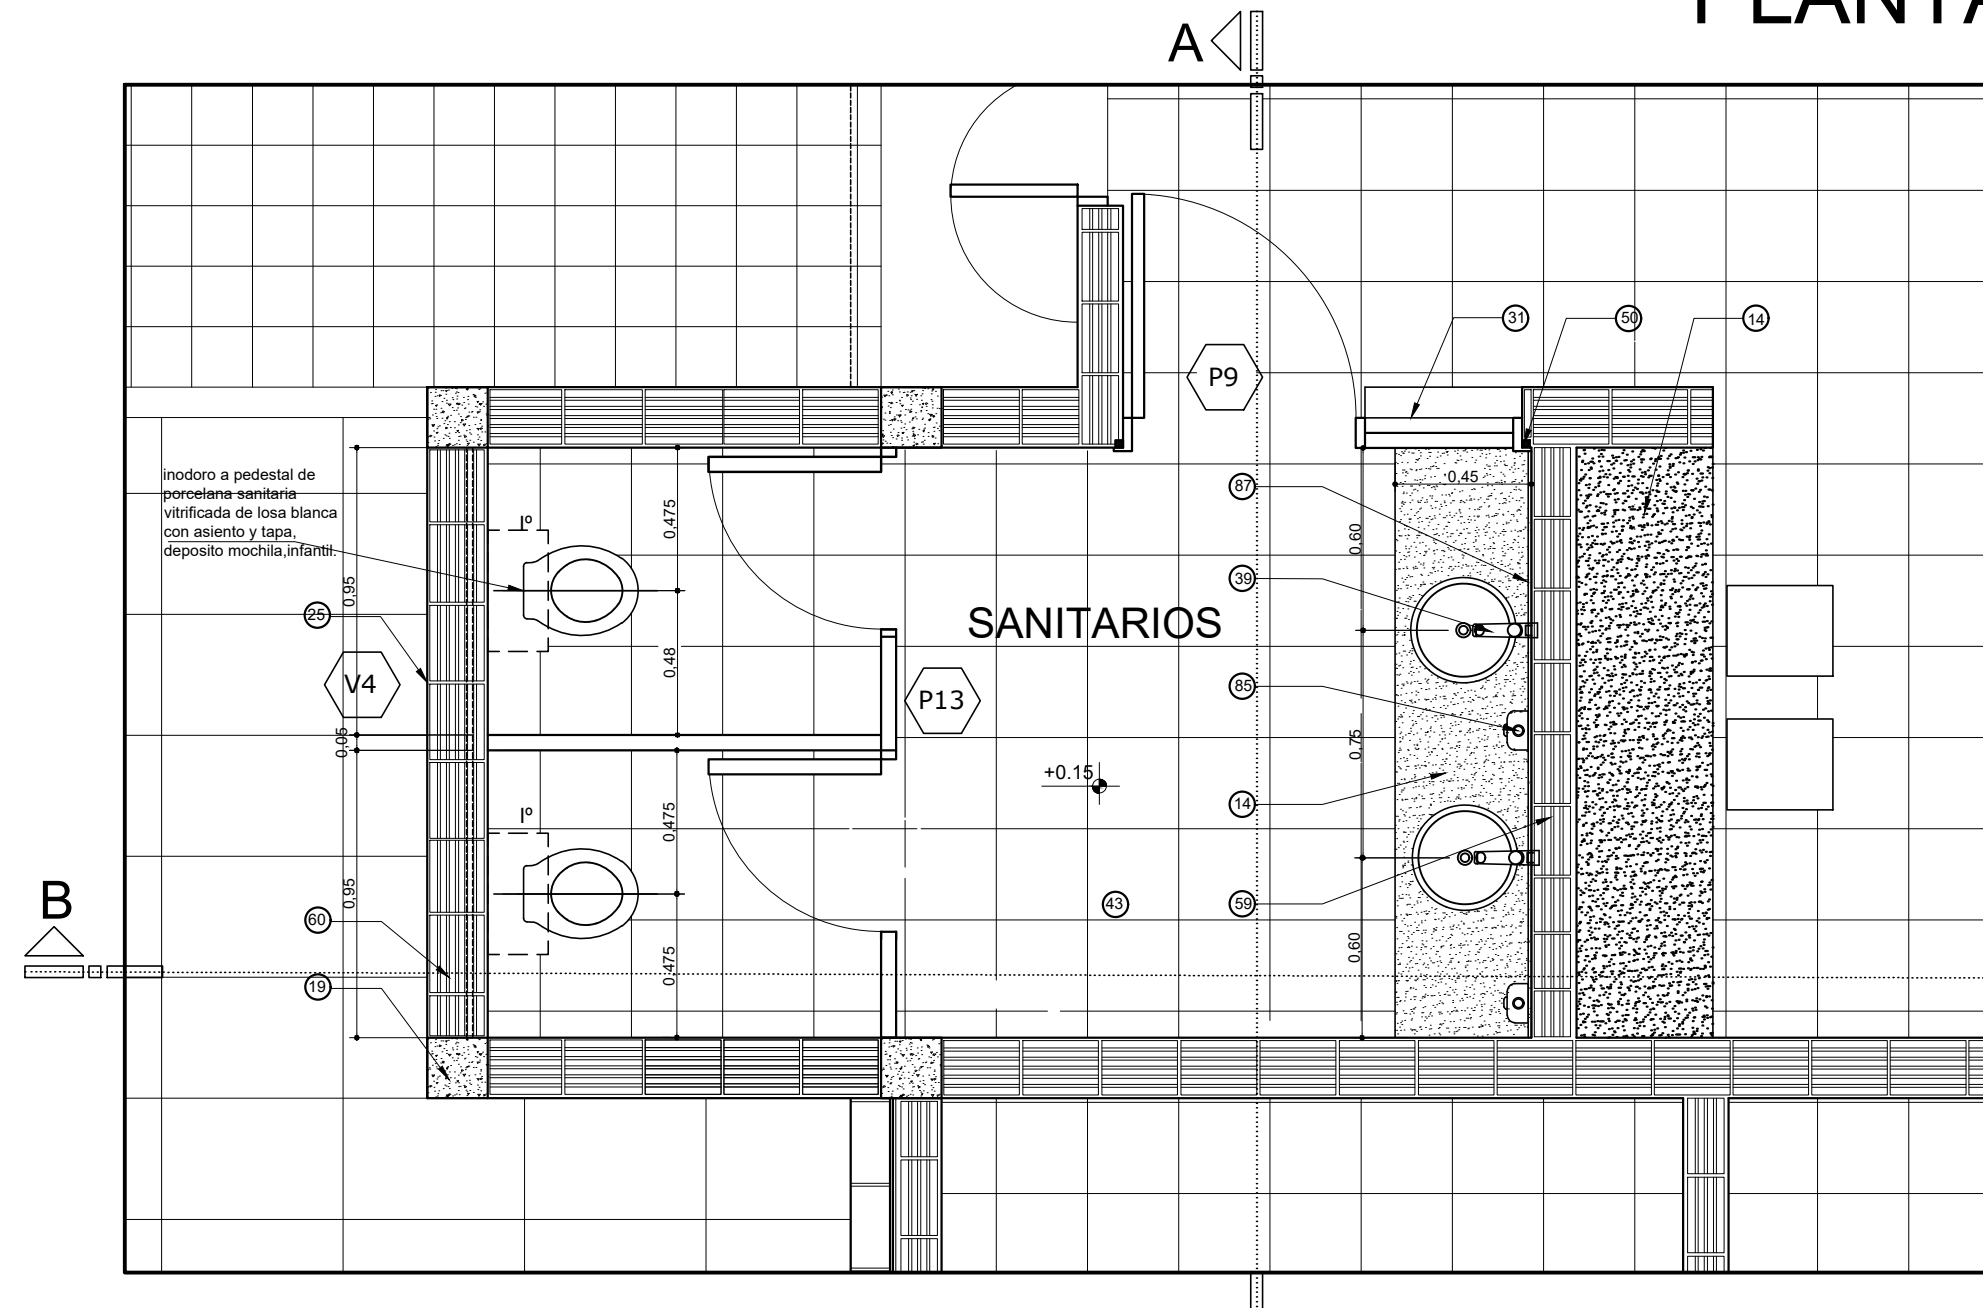 PLANTA
A
P9
31
50
14
inodoro a pedestal de
porcelana sanitaria
vitrificada de losa blanca
con asiento y tapa,
deposito mochila,infantil.
Iº
0,475
87
0,45
0,60
39
0,95
25
SANITARIOS
0,48
V4
P13
85
0,05
0,75
+0.15
14
Iº
0,475
0,95
B
60
43
59
0,60
0,475
19